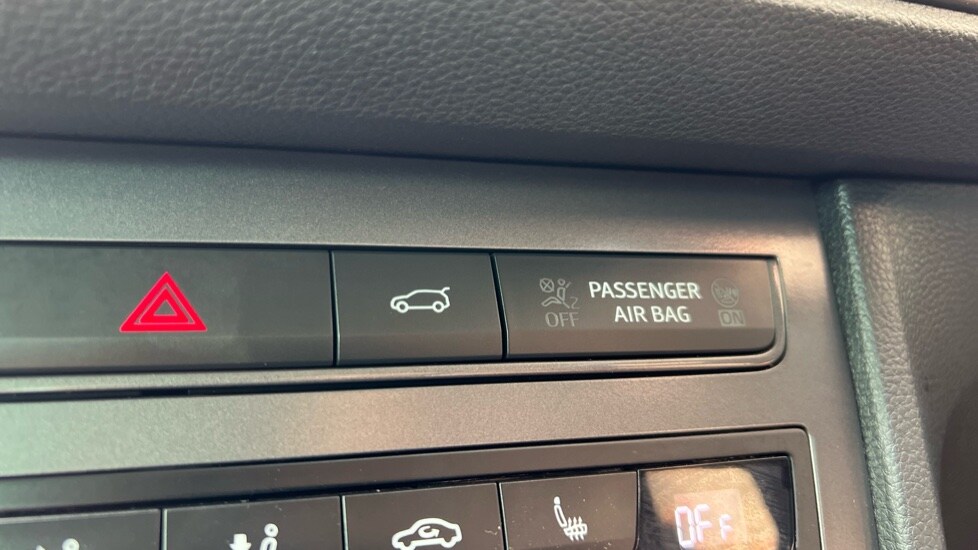 PASSENGER
OFF AIR BAG ON
OFF